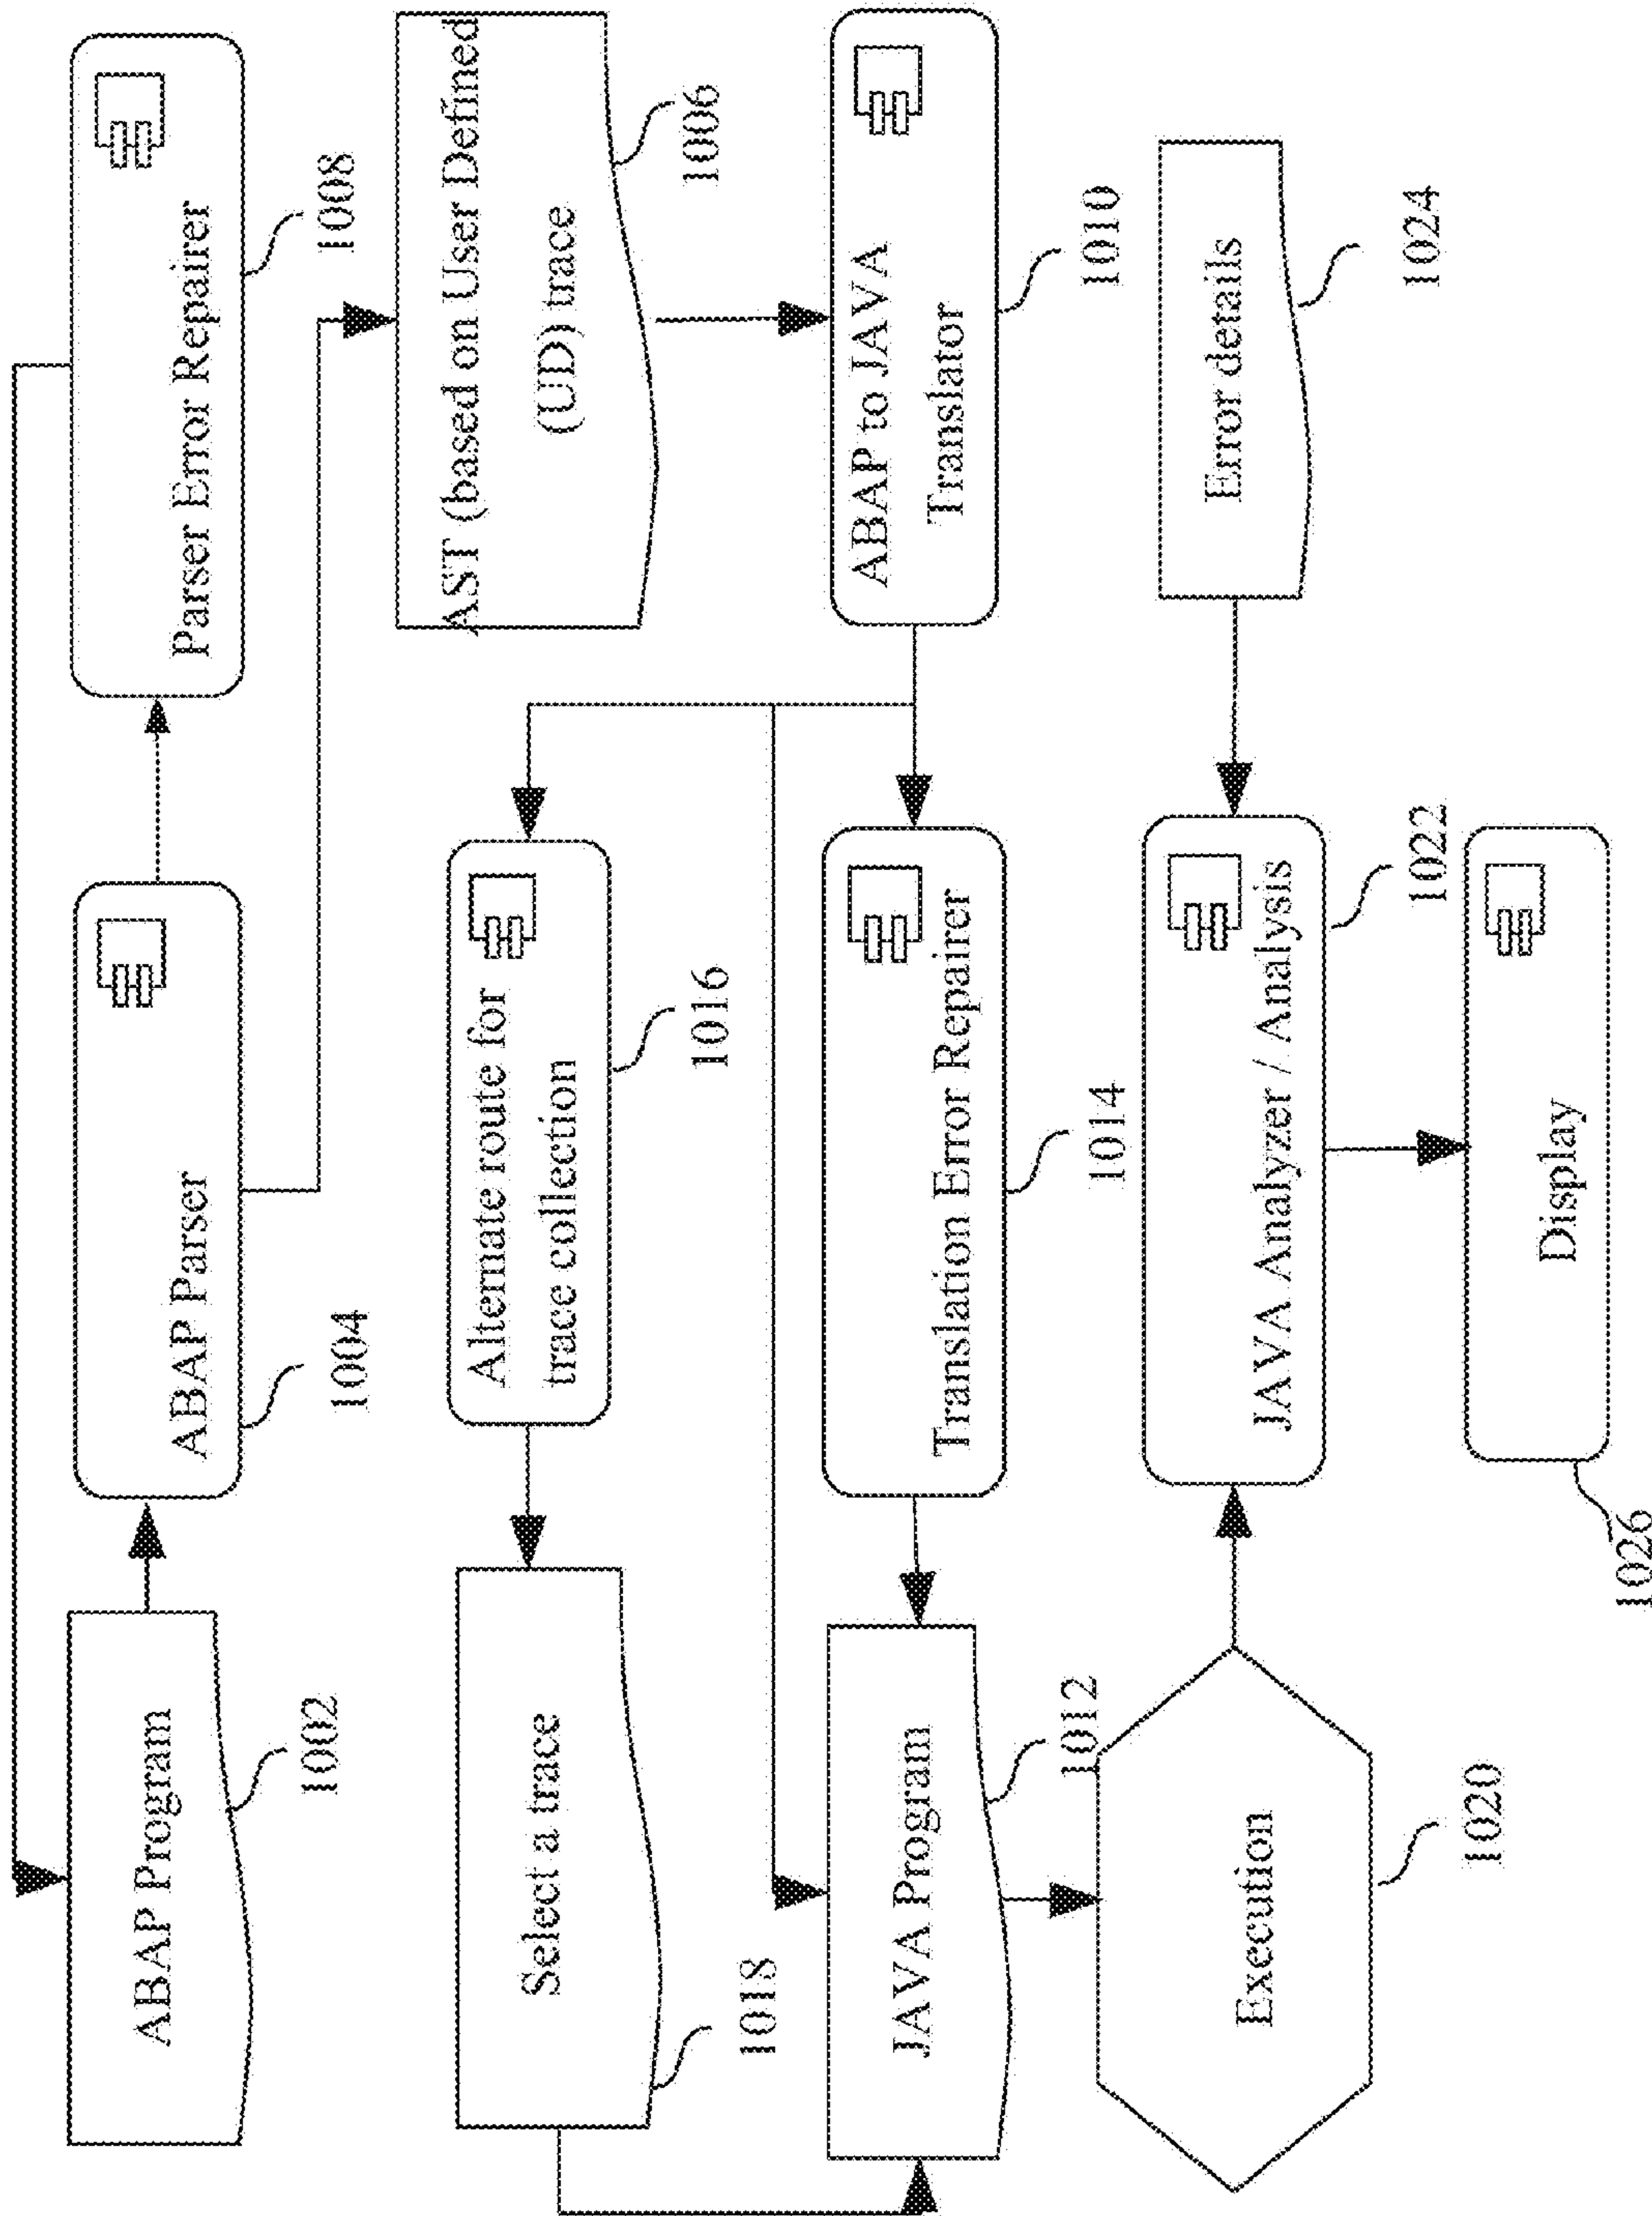 ABAP Program
1002
ABAP Parser
1004
Parser Error Repairer
1008
Select a trace
1018
Alternate route for
trace collection
1016
AST (based on User Defined
(UD) trace
1006
JAVA Program
1012
Translation Error Repairer
1014
ABAP to JAVA
Translator
1010
Execution
1020
JAVA Analyzer / Analysis
1022
Error details
1024
Display
1026